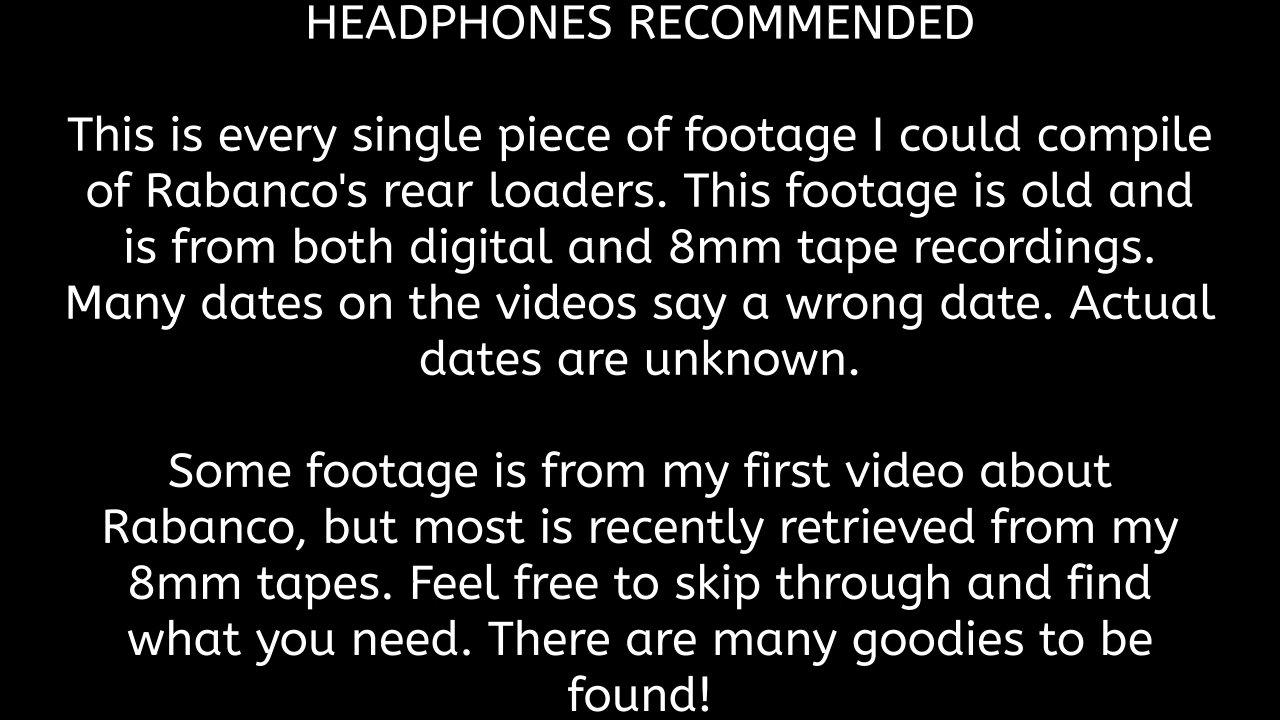 HEADPHONES RECOMMENDED
This is every single piece of footage I could compile
of Rabanco's rear loaders. This footage is old and
is from both digital and 8mm tape recordings.
Many dates on the videos say a wrong date. Actual
dates are unknown.
Some footage is from my first video about
Rabanco, but most is recently retrieved from my
8mm tapes. Feel free to skip through and find
what you need. There are many goodies to be
found!